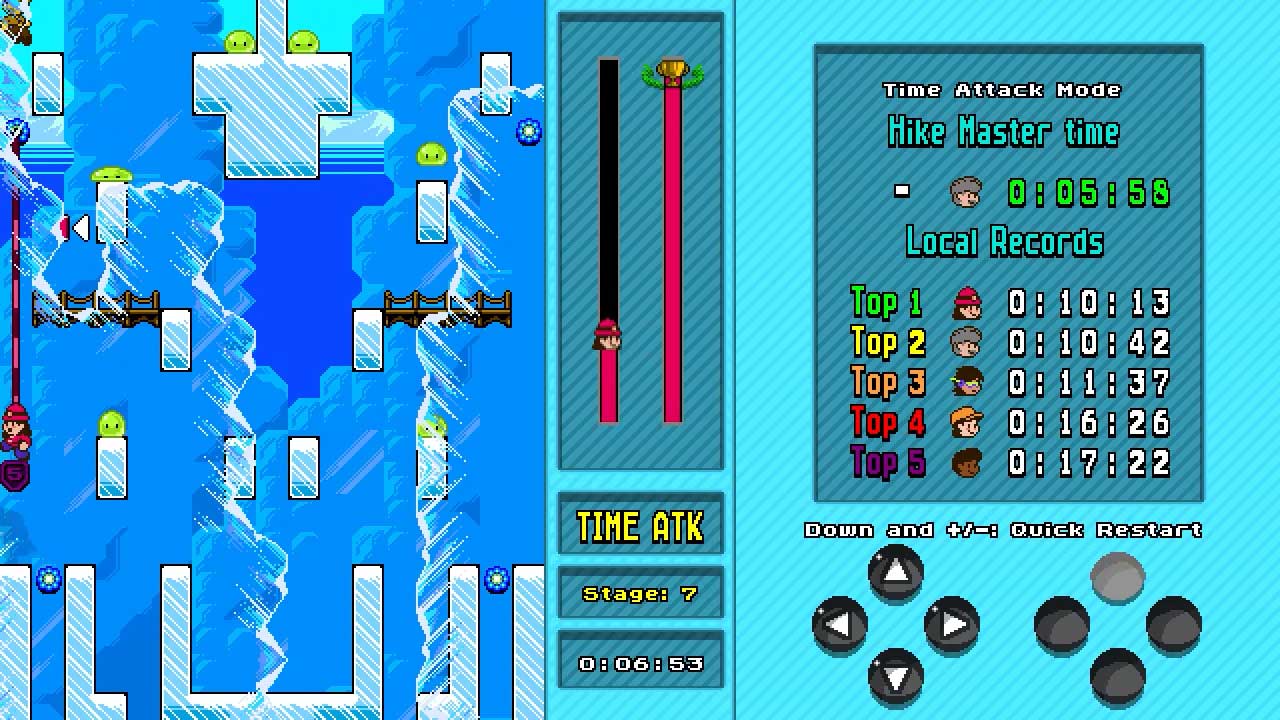 5
TIME ATK
Stage: 7
0:06:53
Time Attack Mode
Hike Master time
- 0:05:58
Local Records
Top 1 0:10:13
Top 2 0:10:42
Top 3 0:11:37
Top 4 0:16:26
Top 5 0:17:22
Down and +/-: Quick Restart